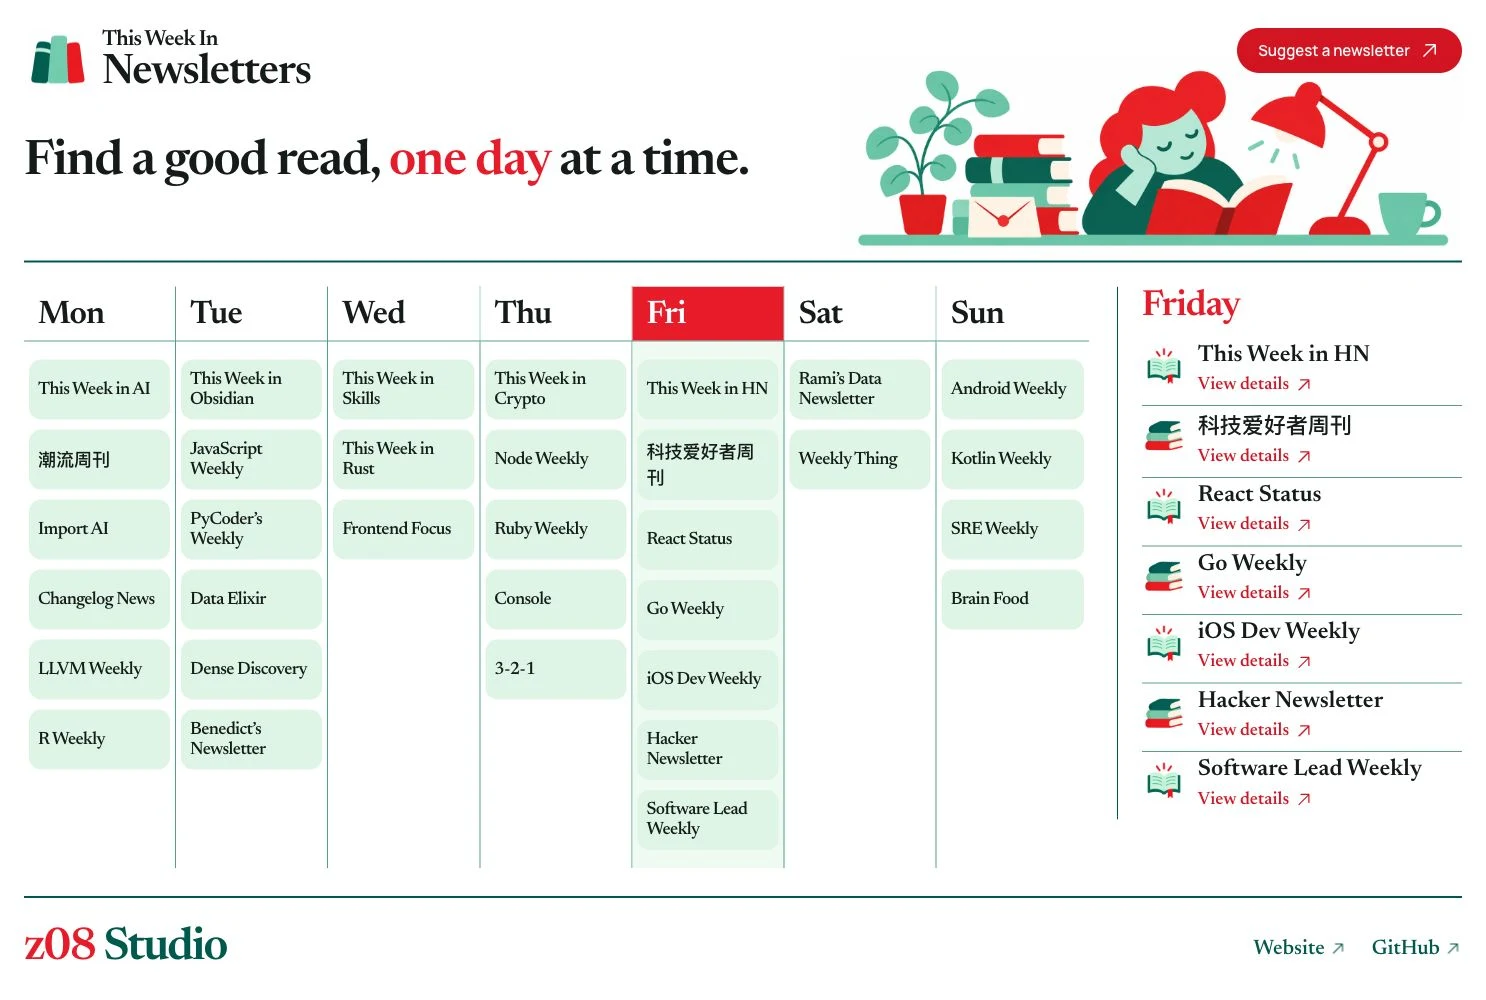 This Week In
Newsletters
Suggest a newsletter
Find a good read, one day at a time.
Mon
This Week in AI
潮流周刊
Import AI
Changelog News
LLVM Weekly
R Weekly
Tue
This Week in
Obsidian
JavaScript
Weekly
PyCoder's
Weekly
Data Elixir
Dense Discovery
Benedict's
Newsletter
Wed
This Week in
Skills
This Week in
Rust
Frontend Focus
Thu
This Week in
Crypto
Node Weekly
Ruby Weekly
Console
3-2-1
Fri
This Week in HN
科技爱好者周
刊
React Status
Go Weekly
iOS Dev Weekly
Hacker
Newsletter
Software Lead
Weekly
Sat
Rami's Data
Newsletter
Weekly Thing
Sun
Android Weekly
Kotlin Weekly
SRE Weekly
Brain Food
Friday
This Week in HN
View details
科技爱好者周刊
View details
React Status
View details
Go Weekly
View details
iOS Dev Weekly
View details
Hacker Newsletter
View details
Software Lead Weekly
View details
z08 Studio
Website
GitHub